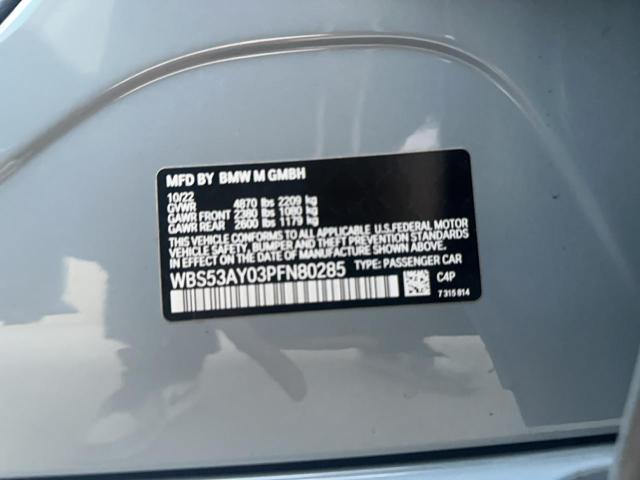 MFD BY BMW M GMBH
10/22
GVWR 4870 lbs 2209 kg
GAWR FRONT 2380 lbs 1080 kg
GAWR REAR 2600 lbs 1179 kg
THIS VEHICLE CONFORMS TO ALL APPLICABLE
U.S.FEDERAL MOTOR
VEHICLE SAFETY, BUMPER AND THEFT PREVENTION STANDARDS
IN EFFECT ON THE DATE OF MANUFACTURE SHOWN ABOVE.
WBS53AY03PFN80285 TYPE: PASSENGER CAR
C4P
7 315 814